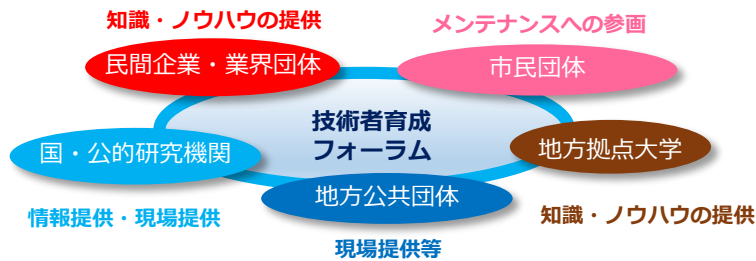 知識・ノウハウの提供
民間企業・業界団体
メンテナンスへの参画
市民団体
技術者育成
フォーラム
国・公的研究機関
地方拠点大学
地方公共団体
情報提供・現場提供
知識・ノウハウの提供
現場提供等